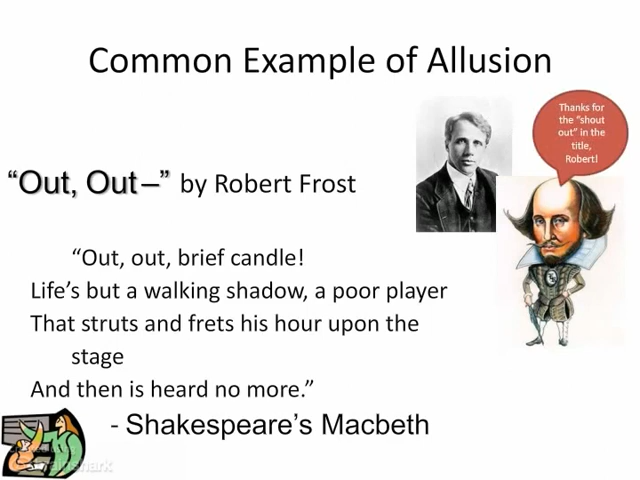 Common Example of Allusion
Thanks for
the “shout
out” in the
title,
Robert!
“Out, Out–” by Robert Frost
“Out, out, brief candle!
Life’s but a walking shadow, a poor player
That struts and frets his hour upon the
stage
And then is heard no more.”
- Shakespeare’s Macbeth